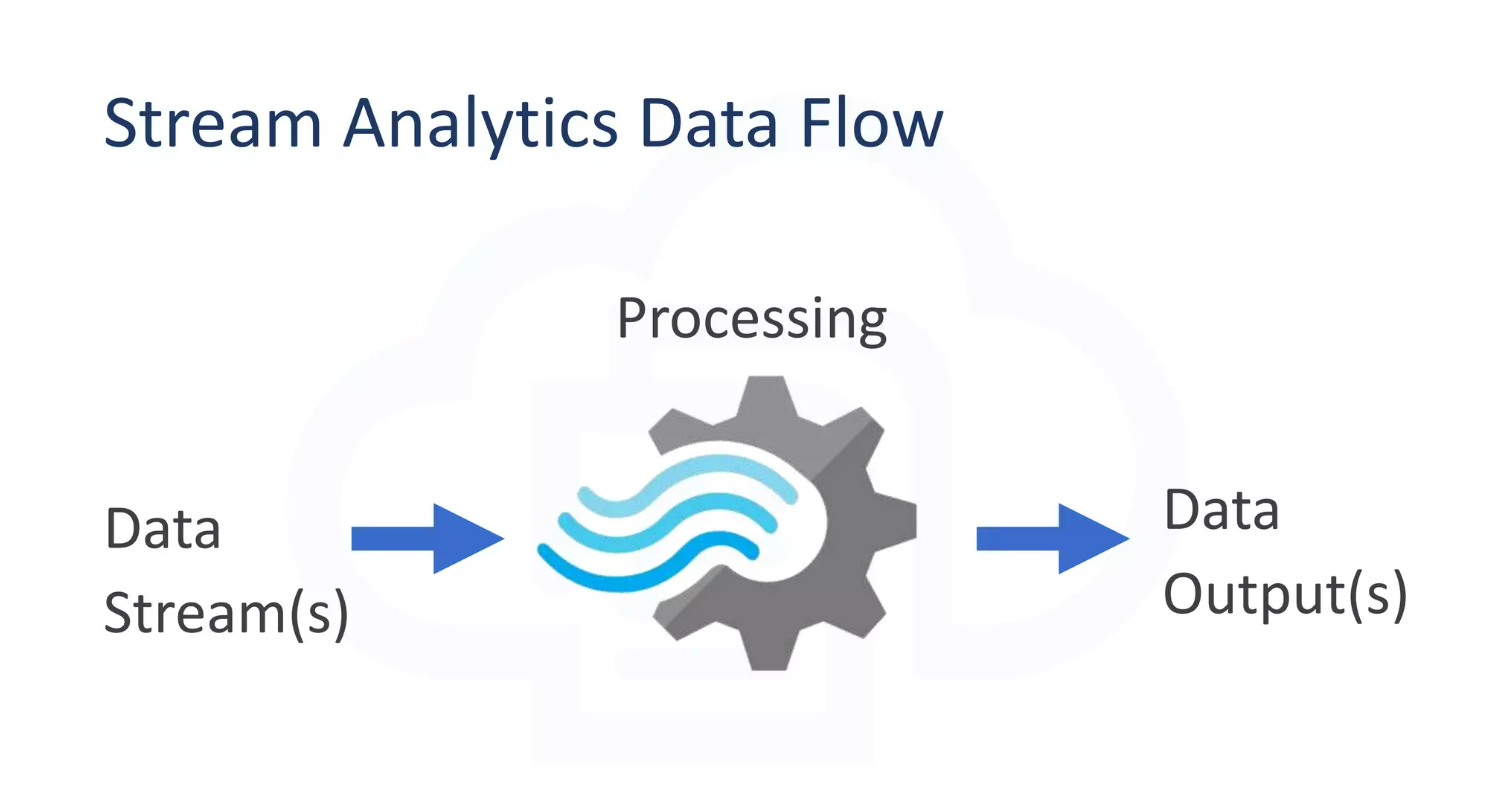 Stream Analytics Data Flow
Processing
Data
Stream(s)
Data
Output(s)